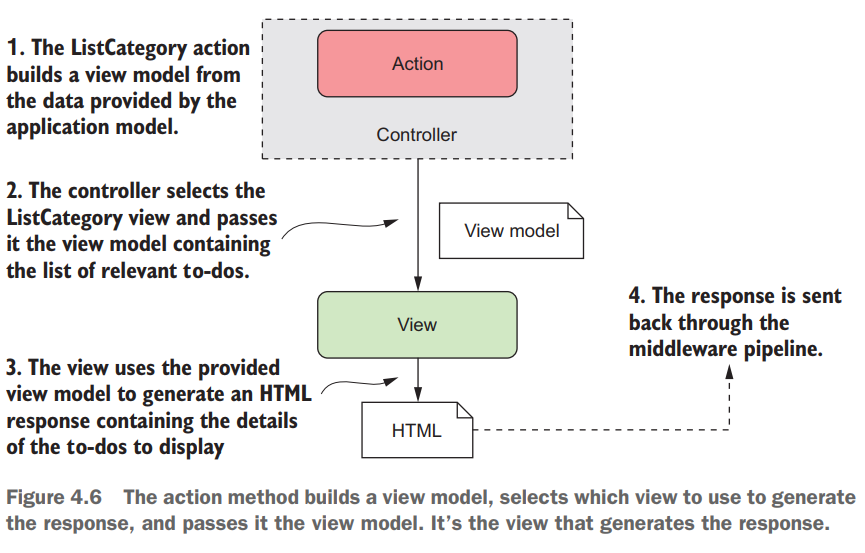 1. The ListCategory action
builds a view model from
the data provided by the
application model.
Action
Controller
2. The controller selects the
ListCategory view and passes
it the view model containing
the list of relevant to-dos.
View model
View
4. The response is sent
back through the
middleware pipeline.
3. The view uses the provided
view model to generate an HTML
response containing the details
of the to-dos to display
HTML
Figure 4.6 The action method builds a view model, selects which view to use to generate
the response, and passes it the view model. It’s the view that generates the response.